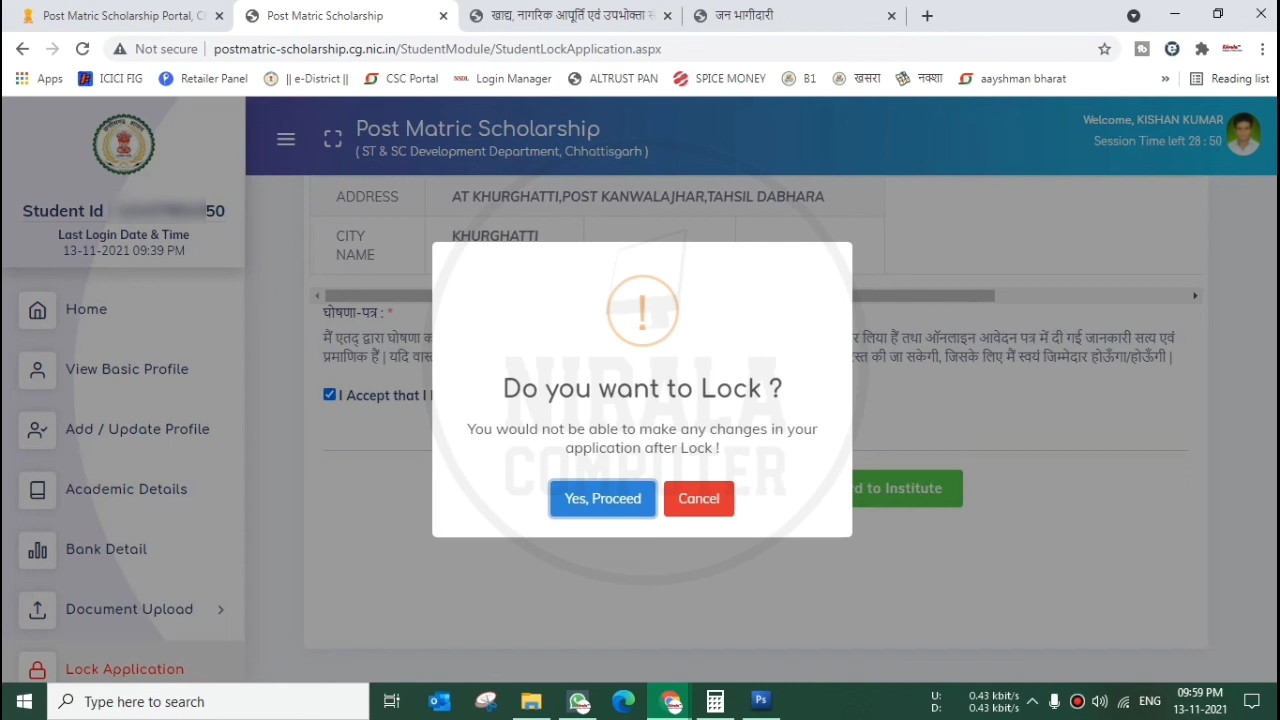 Post Matric Scholarship Portal, C
Post Matric Scholarship
खाद्य, नागरिक आपूर्ति एवं उपभोक्ता
जन भागीदारी
Not secure
postmatric-scholarship.cg.nic.in/StudentModule/StudentLockApplication.aspx
Apps
ICICI FIG
Retailer Panel
|| e-District ||
CSC Portal
Login Manager
ALTRUST PAN
SPICE MONEY
B1
खसरा
नक्शा
aayshman bharat
»
Reading list
Post Matric Scholarship
( ST & SC Development Department, Chhattisgarh )
Welcome, KISHAN KUMAR
Session Time left 28 : 50
Student Id 50
Last Login Date & Time
13-11-2021 09:39 PM
Home
View Basic Profile
Add / Update Profile
Academic Details
Bank Detail
Document Upload
Lock Application
ADDRESS
AT KHURGHATTI,POST KANWALAJHAR,TAHSIL DABHARA
CITY
NAME
KHURGHATTI
घोषणा-पत्र : *
मैं एतद् द्वारा घोषणा
लिया हैं तथा ऑनलाइन आवेदन पत्र में दी गई जानकारी सत्य एवं
प्रमाणिक हैं | यदि
की जा सकेगी, जिसके लिए मैं स्वयं जिम्मेदार होऊँगा/होऊँगी |
I Accept that I
d to Institute
!
Do you want to Lock ?
You would not be able to make any changes in your
application after Lock !
Yes, Proceed
Cancel
NIRALA
COMPUTER
Type here to search
Ps
U: 0.43 kbit/s
D: 0.43 kbit/s
ENG
09:59 PM
13-11-2021